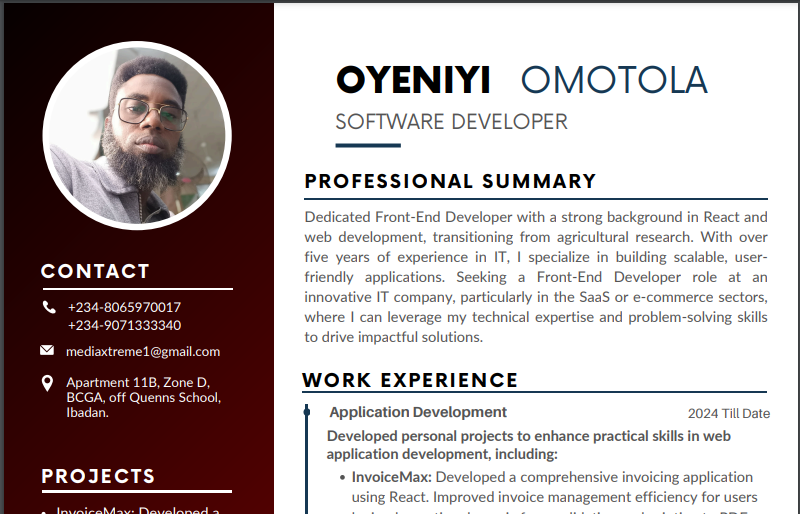 OYENIYI OMOTOLA
SOFTWARE DEVELOPER
CONTACT
+234-8065970017
+234-9071333340
mediaxtreme1@gmail.com
Apartment 11B, Zone D,
BCGA, off Quenns School,
Ibadan.
PROJECTS
• InvoiceMax: Developed a
PROFESSIONAL SUMMARY
Dedicated Front-End Developer with a strong background in React and
web development, transitioning from agricultural research. With over
five years of experience in IT, I specialize in building scalable, user-
friendly applications. Seeking a Front-End Developer role at an
innovative IT company, particularly in the SaaS or e-commerce sectors,
where I can leverage my technical expertise and problem-solving skills
to drive impactful solutions.
WORK EXPERIENCE
Application Development 2024 Till Date
Developed personal projects to enhance practical skills in web
application development, including:
• InvoiceMax: Developed a comprehensive invoicing application
using React. Improved invoice management efficiency for users